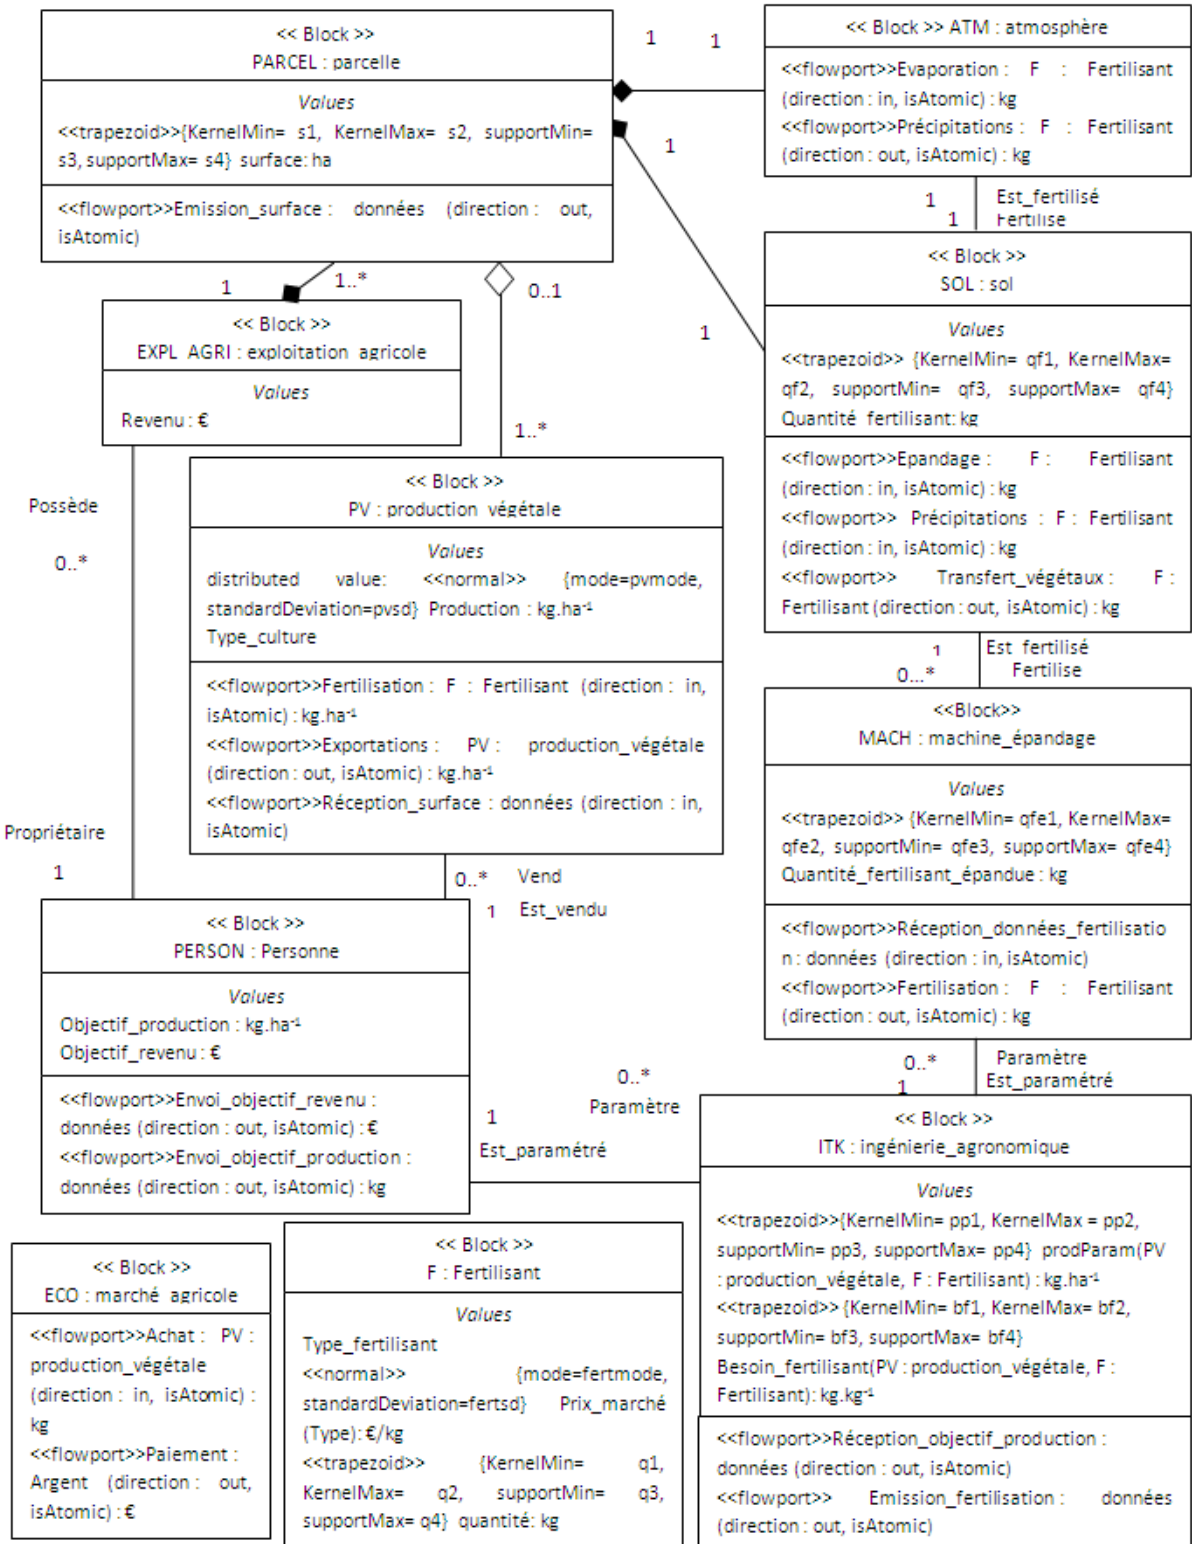 << Block >>
PARCEL : parcelle
Values
<<trapezoid>>{KernelMin= s1, KernelMax= s2, supportMin=
s3, supportMax= s4} surface: ha
<<flowport>>Emission_surface : données (direction : out,
isAtomic)
1
1
<< Block >> ATM : atmosphère
<<flowport>>Evaporation : F : Fertilisant
(direction : in, isAtomic) : kg
<<flowport>>Précipitations : F : Fertilisant
(direction : out, isAtomic) : kg
1
1
Est_fertilisé
1
Fertilise
<< Block >>
SOL : sol
Values
<<trapezoid>> {KernelMin= qf1, KernelMax=
qf2, supportMin= qf3, supportMax= qf4}
Quantité_fertilisant: kg
<<flowport>>Epandage : F : Fertilisant
(direction : in, isAtomic) : kg
<<flowport>> Précipitations : F : Fertilisant
(direction : in, isAtomic) : kg
<<flowport>> Transfert_végétaux : F :
Fertilisant (direction : out, isAtomic) : kg
1
1
1..*
0..1
<< Block >>
EXPL_AGRI : exploitation_agricole
Values
Revenu : €
1..*
Possède
0..*
<< Block >>
PV : production_végétale
Values
distributed value: <<normal>> {mode=pvmode,
standardDeviation=pvsd} Production : kg.ha⁻¹
Type_culture
<<flowport>>Fertilisation : F : Fertilisant (direction : in,
isAtomic) : kg.ha⁻¹
<<flowport>>Exportations : PV : production_végétale
(direction : out, isAtomic) : kg.ha⁻¹
<<flowport>>Réception_surface : données (direction : in,
isAtomic)
1
Est_fertilisé
0...*
Fertilise
<<Block>>
MACH : machine_épandage
Values
<<trapezoid>> {KernelMin= qfe1, KernelMax=
qfe2, supportMin= qfe3, supportMax= qfe4}
Quantité_fertilisant_épandue : kg
<<flowport>>Réception_données_fertilisatio
n : données (direction : in, isAtomic)
<<flowport>>Fertilisation : F : Fertilisant
(direction : out, isAtomic) : kg
Propriétaire
1
0..*
Vend
1
Est_vendu
<< Block >>
PERSON : Personne
Values
Objectif_production : kg.ha⁻¹
Objectif_revenu : €
<<flowport>>Envoi_objectif_revenu :
données (direction : out, isAtomic) : €
<<flowport>>Envoi_objectif_production :
données (direction : out, isAtomic) : kg
0..*
Paramètre
1
Est_paramétré
0..*
Paramètre
1
Est_paramétré
<< Block >>
ITK : ingénierie_agronomique
Values
<<trapezoid>>{KernelMin= pp1, KernelMax = pp2,
supportMin= pp3, supportMax= pp4} prodParam(PV
: production_végétale, F : Fertilisant) : kg.ha⁻¹
<<trapezoid>> {KernelMin= bf1, KernelMax= bf2,
supportMin= bf3, supportMax= bf4}
Besoin_fertilisant(PV : production_végétale, F :
Fertilisant): kg.kg⁻¹
<<flowport>>Réception_objectif_production :
données (direction : out, isAtomic)
<<flowport>> Emission_fertilisation : données
(direction : out, isAtomic)
<< Block >>
ECO : marché_agricole
<<flowport>>Achat : PV :
production_végétale
(direction : in, isAtomic) :
kg
<<flowport>>Paiement :
Argent (direction : out,
isAtomic) : €
<< Block >>
F : Fertilisant
Values
Type_fertilisant
<<normal>> {mode=fertmode,
standardDeviation=fertsd} Prix_marché
(Type): €/kg
<<trapezoid>> {KernelMin= q1,
KernelMax= q2, supportMin= q3,
supportMax= q4} quantité: kg